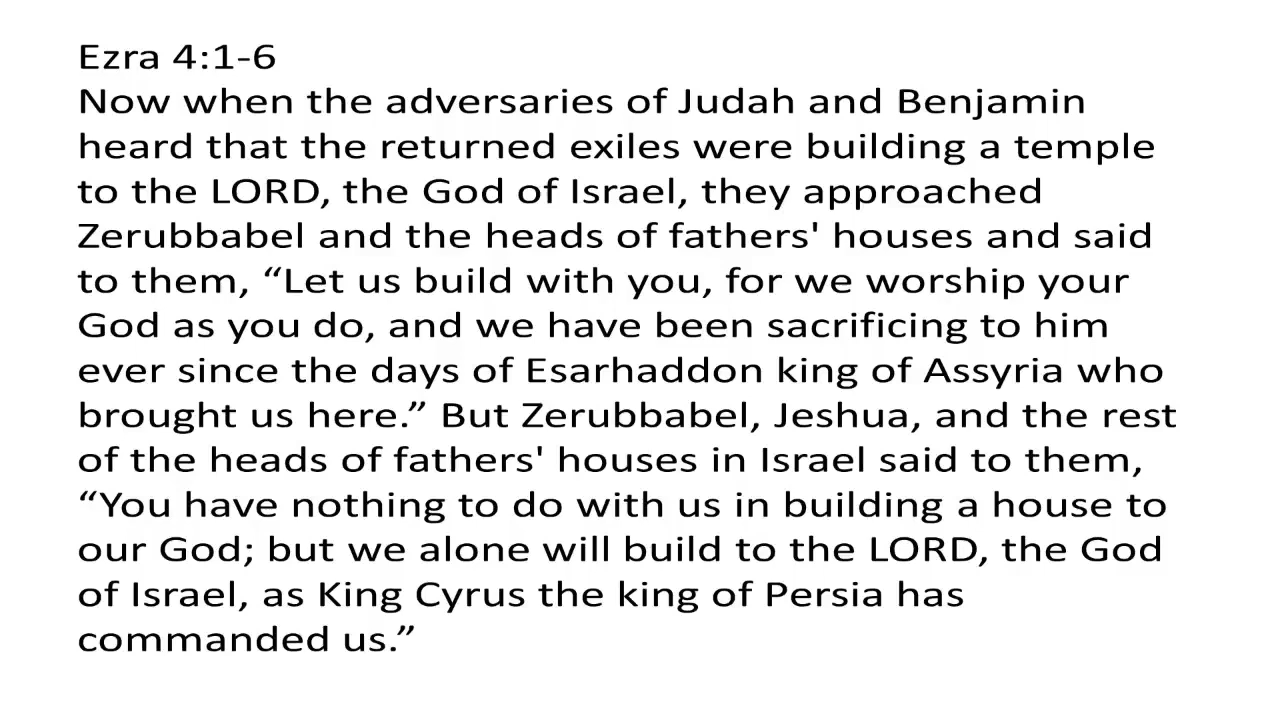 Ezra 4:1-6
Now when the adversaries of Judah and Benjamin
heard that the returned exiles were building a temple
to the LORD, the God of Israel, they approached
Zerubbabel and the heads of fathers' houses and said
to them, “Let us build with you, for we worship your
God as you do, and we have been sacrificing to him
ever since the days of Esarhaddon king of Assyria who
brought us here.” But Zerubbabel, Jeshua, and the rest
of the heads of fathers' houses in Israel said to them,
“You have nothing to do with us in building a house to
our God; but we alone will build to the LORD, the God
of Israel, as King Cyrus the king of Persia has
commanded us.”